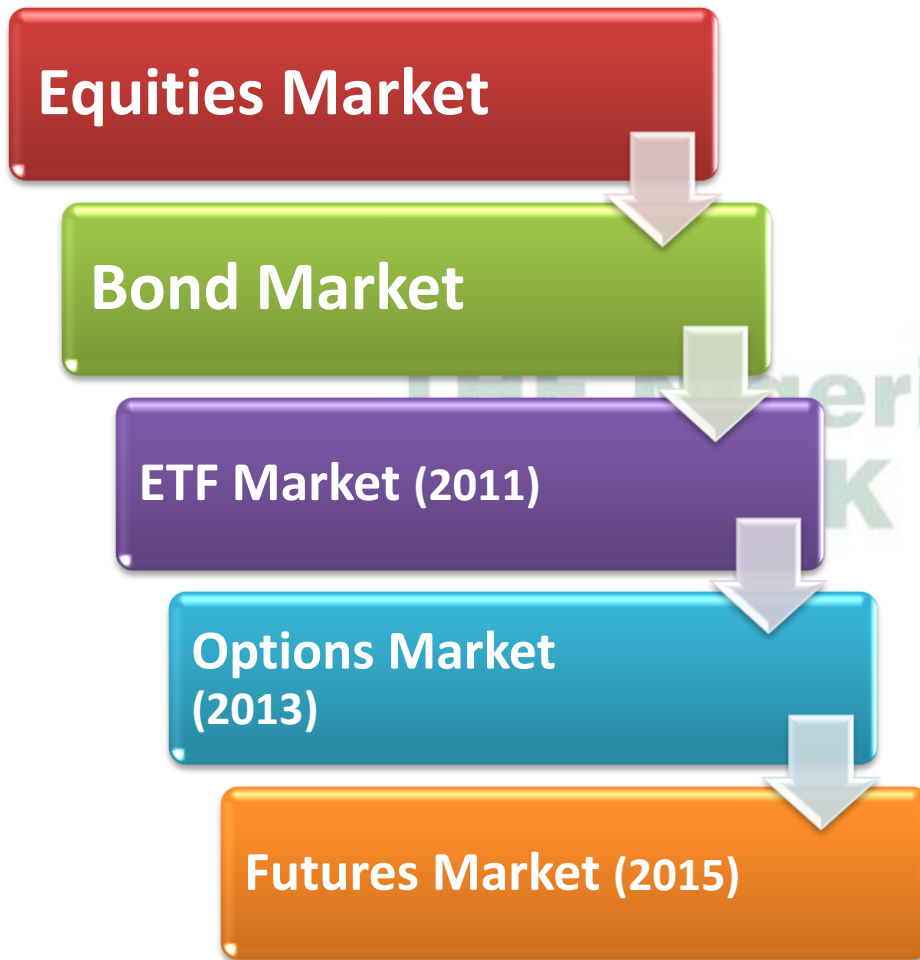 Equities Market
Bond Market
ETF Market (2011)
Options Market
(2013)
Futures Market (2015)